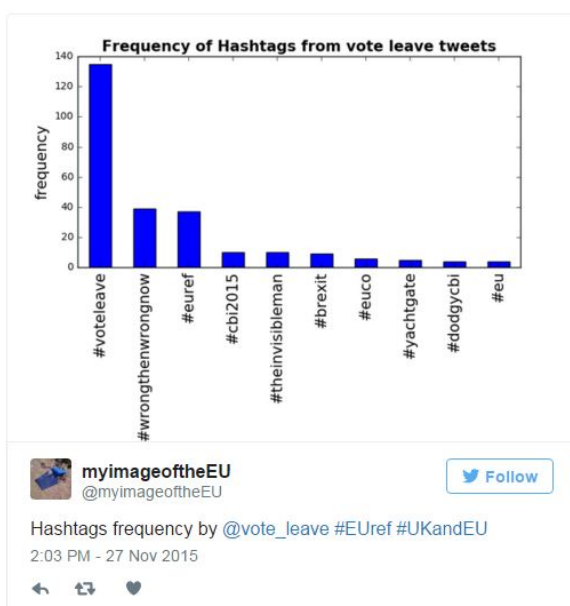 Frequency of Hashtags from vote leave tweets
140
120
100
80
60
40
20
0
frequency
#voteleave
#wrongthenwrongnow
#euref
#cbi2015
#theinvisibleman
#brexit
#euco
#yachtgate
#dodgycbi
#eu
myimageoftheEU
@myimageoftheEU
Follow
Hashtags frequency by @vote_leave #EUref #UKandEU
2:03 PM - 27 Nov 2015